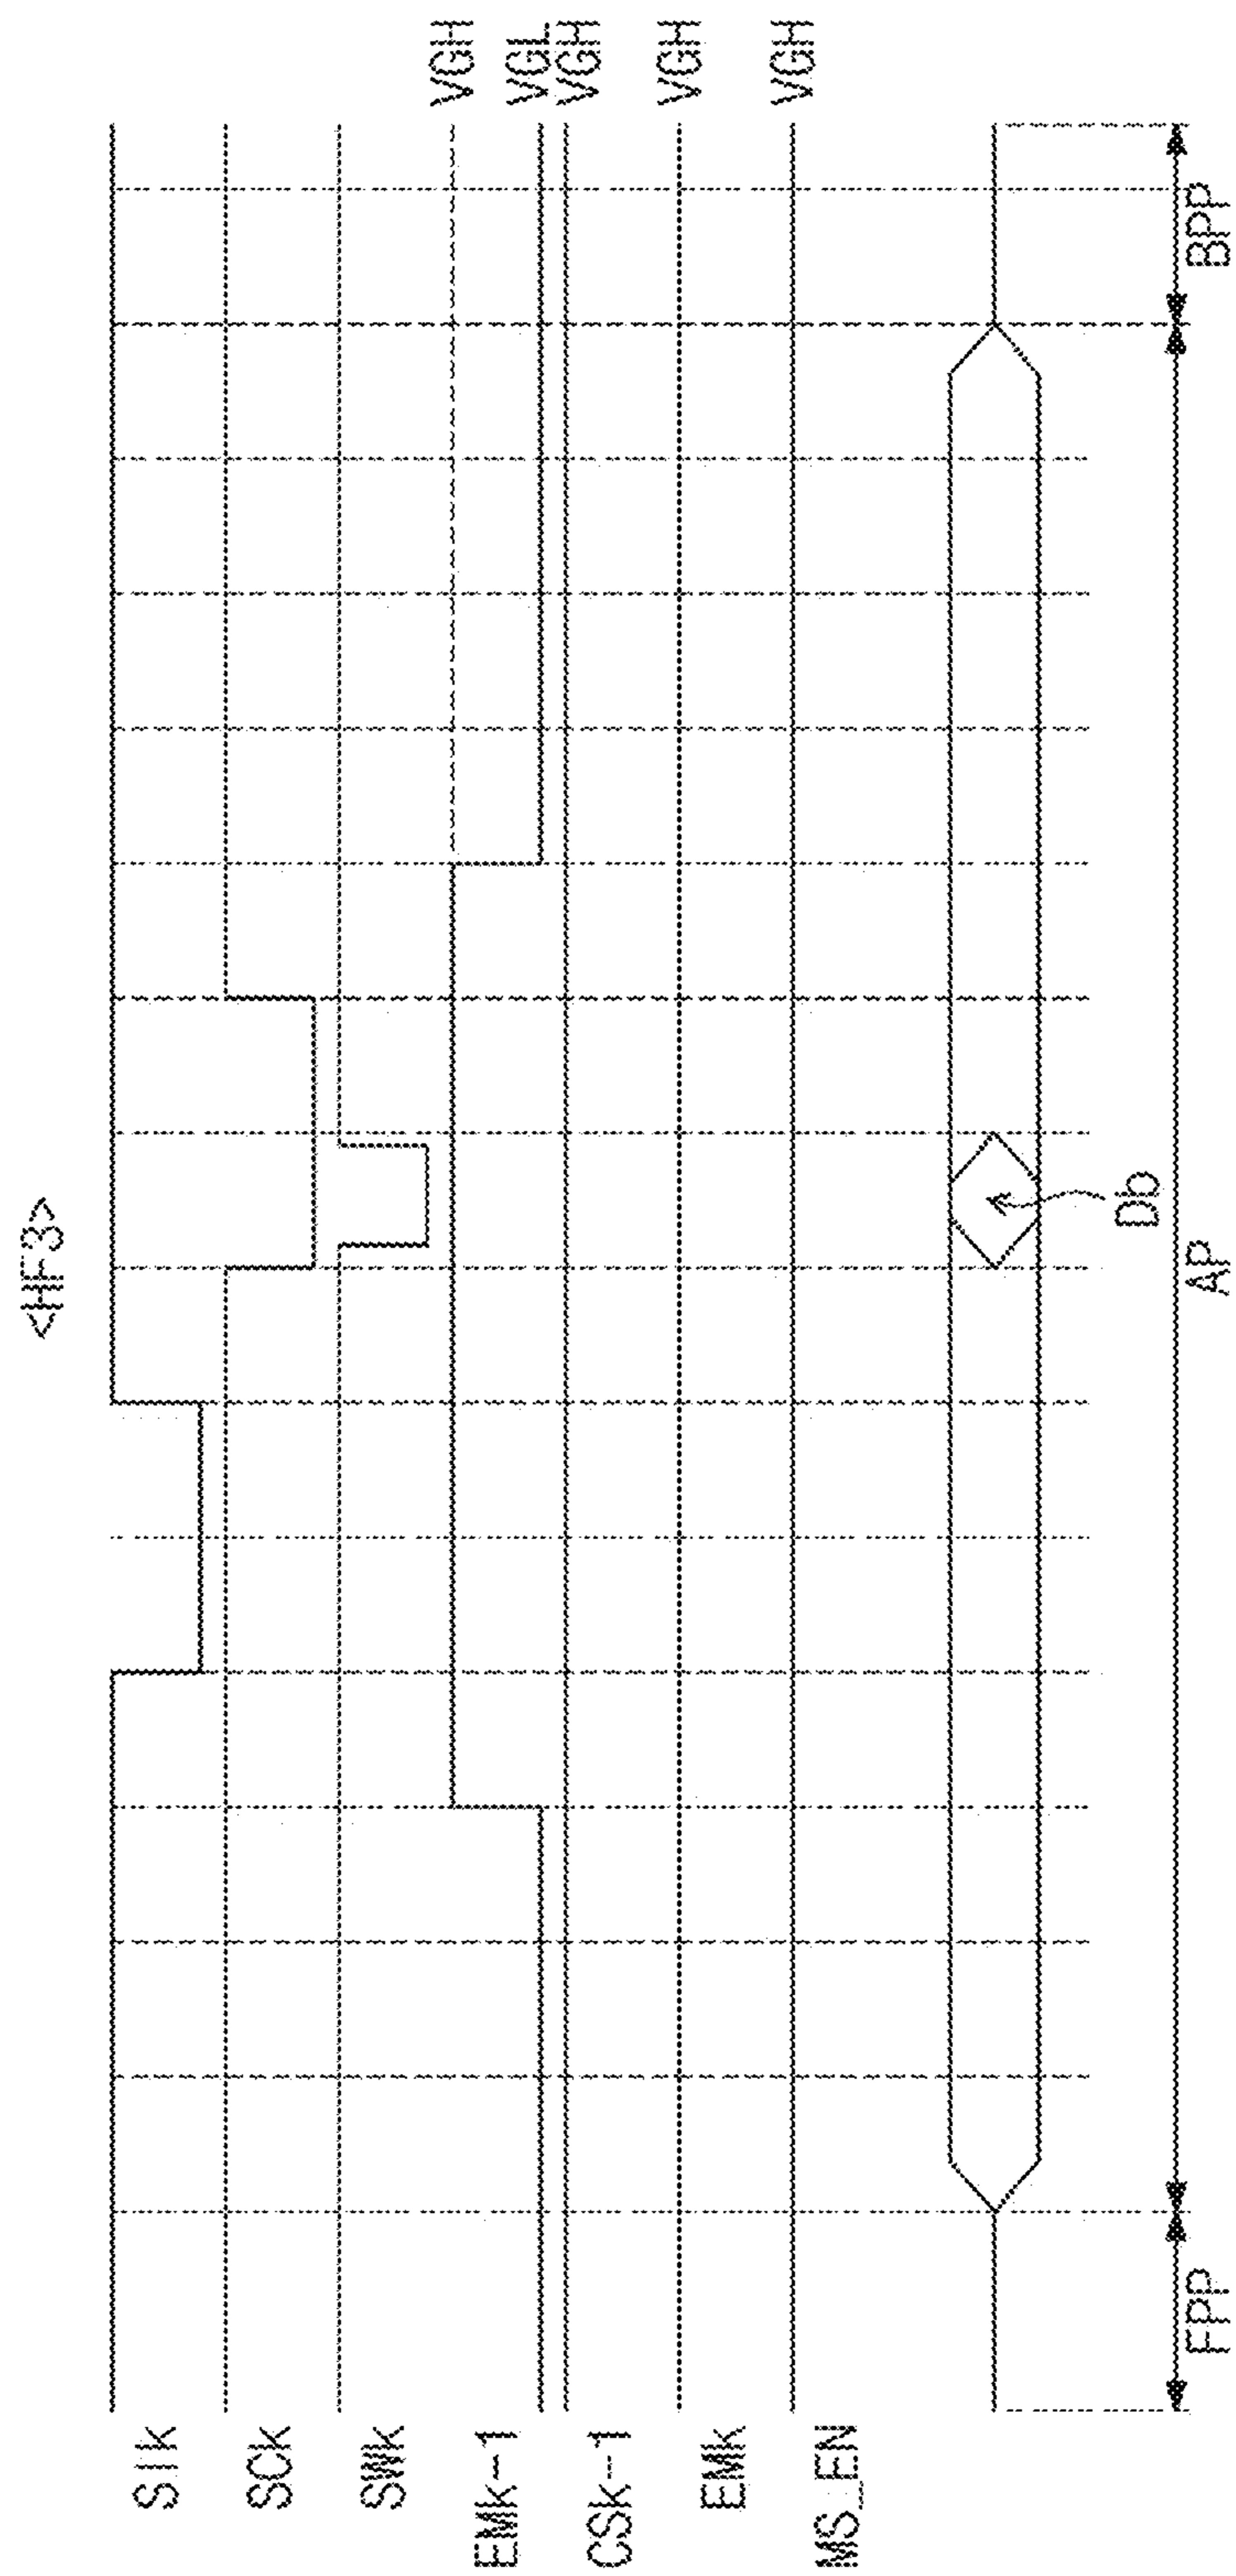 <HF3>
SIk
SCk
SWk
EMk-1
VGH
VGL
CSk-1
VGH
EMk
VGH
MS_EN
VGH
Db
FPP
AP
BPP